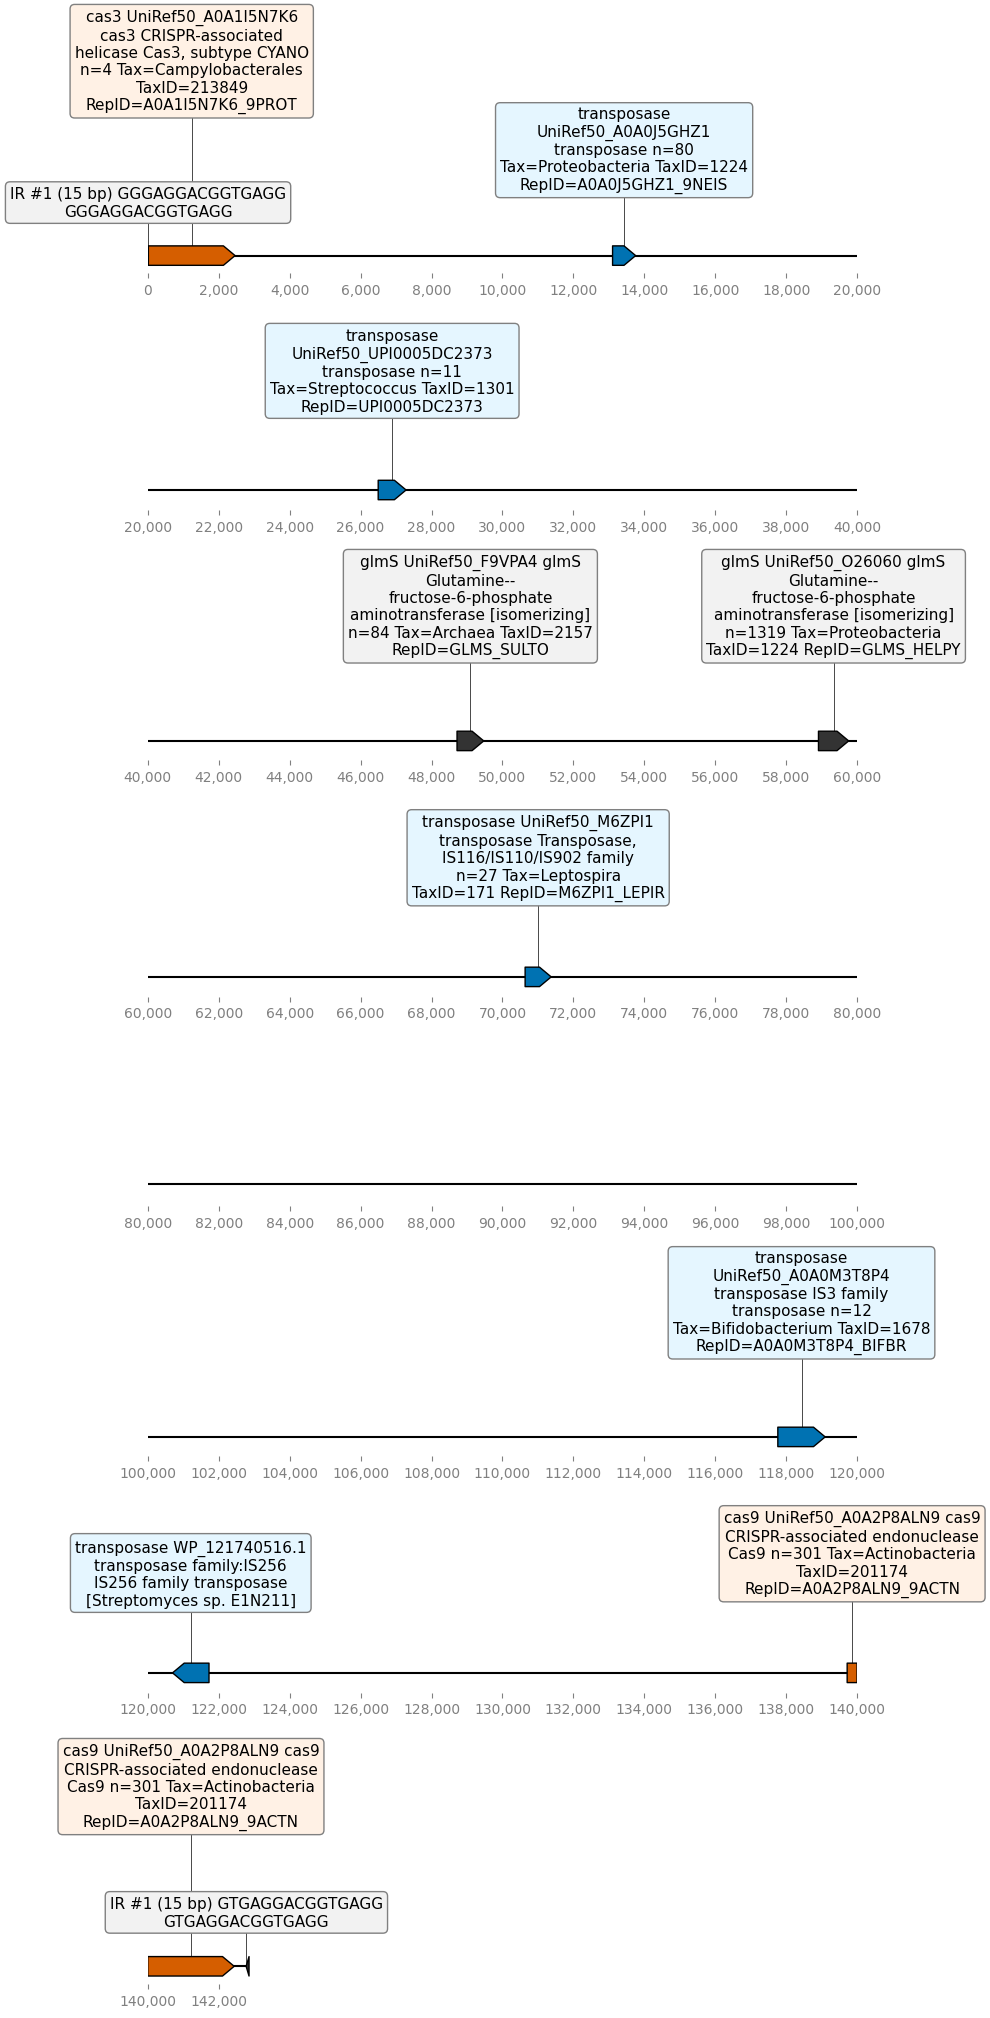 cas3 UniRef50_A0A1I5N7K6
cas3 CRISPR-associated
helicase Cas3, subtype CYANO
n=4 Tax=Campylobacterales
TaxID=213849
RepID=A0A1I5N7K6_9PROT
transposase
UniRef50_A0A0J5GHZ1
transposase n=80
Tax=Proteobacteria TaxID=1224
RepID=A0A0J5GHZ1_9NEIS
IR #1 (15 bp) GGGAGGACGGTGAGG
GGGAGGACGGTGAGG
0 2,000 4,000 6,000 8,000 10,000 12,000 14,000 16,000 18,000 20,000
transposase
UniRef50_UPI0005DC2373
transposase n=11
Tax=Streptococcus TaxID=1301
RepID=UPI0005DC2373
20,000 22,000 24,000 26,000 28,000 30,000 32,000 34,000 36,000 38,000 40,000
glmS UniRef50_F9VPA4 glmS
Glutamine--
fructose-6-phosphate
aminotransferase [isomerizing]
n=84 Tax=Archaea TaxID=2157
RepID=GLMS_SULTO
glmS UniRef50_O26060 glmS
Glutamine--
fructose-6-phosphate
aminotransferase [isomerizing]
n=1319 Tax=Proteobacteria
TaxID=1224 RepID=GLMS_HELPY
40,000 42,000 44,000 46,000 48,000 50,000 52,000 54,000 56,000 58,000 60,000
transposase UniRef50_M6ZPI1
transposase Transposase,
IS116/IS110/IS902 family
n=27 Tax=Leptospira
TaxID=171 RepID=M6ZPI1_LEPIR
60,000 62,000 64,000 66,000 68,000 70,000 72,000 74,000 76,000 78,000 80,000
80,000 82,000 84,000 86,000 88,000 90,000 92,000 94,000 96,000 98,000 100,000
transposase
UniRef50_A0A0M3T8P4
transposase IS3 family
transposase n=12
Tax=Bifidobacterium TaxID=1678
RepID=A0A0M3T8P4_BIFBR
100,000 102,000 104,000 106,000 108,000 110,000 112,000 114,000 116,000 118,000 120,000
transposase WP_121740516.1
transposase family:IS256
IS256 family transposase
[Streptomyces sp. E1N211]
cas9 UniRef50_A0A2P8ALN9 cas9
CRISPR-associated endonuclease
Cas9 n=301 Tax=Actinobacteria
TaxID=201174
RepID=A0A2P8ALN9_9ACTN
120,000 122,000 124,000 126,000 128,000 130,000 132,000 134,000 136,000 138,000 140,000
cas9 UniRef50_A0A2P8ALN9 cas9
CRISPR-associated endonuclease
Cas9 n=301 Tax=Actinobacteria
TaxID=201174
RepID=A0A2P8ALN9_9ACTN
IR #1 (15 bp) GTGAGGACGGTGAGG
GTGAGGACGGTGAGG
140,000 142,000